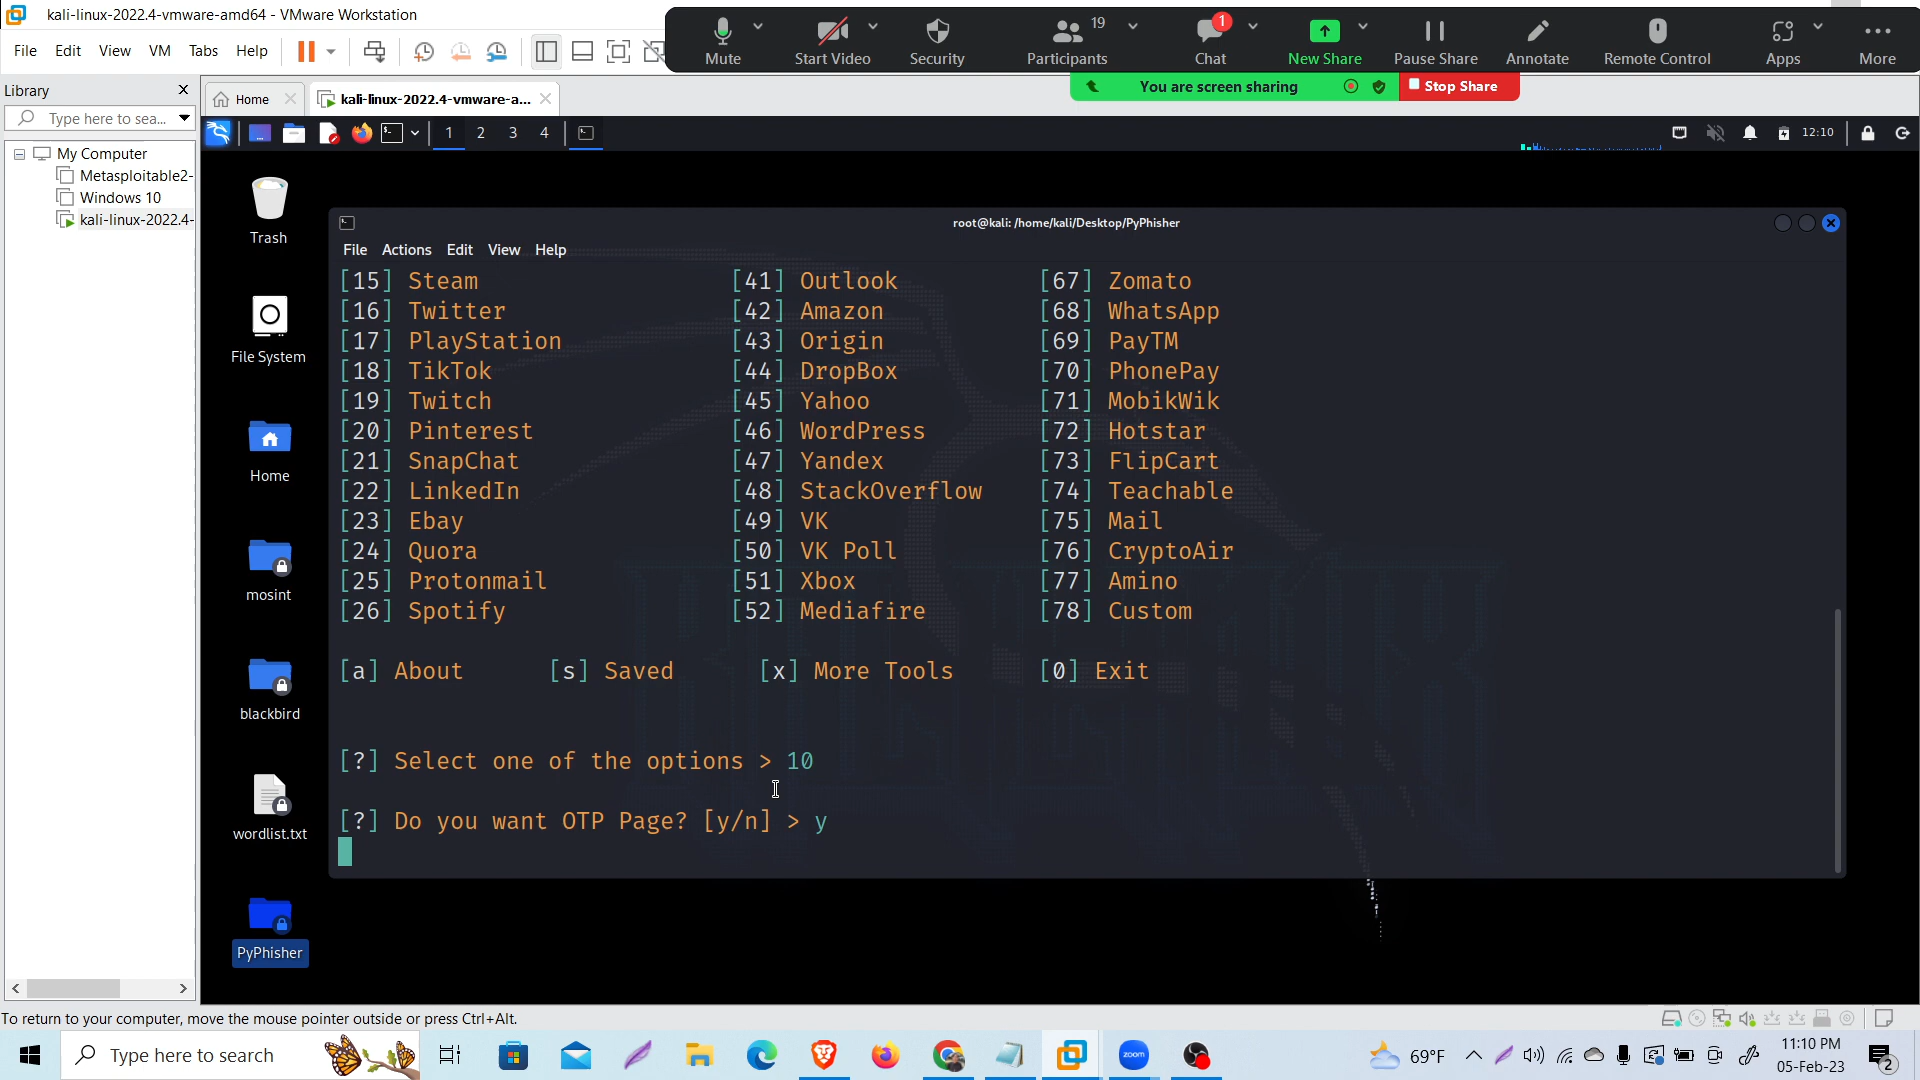 kali-linux-2022.4-vmware-amd64 - VMware Workstation
File Edit View VM Tabs Help
Mute
Start Video
Security
19
Participants
1
Chat
New Share
Pause Share
Annotate
Remote Control
Apps
More
You are screen sharing
Stop Share
Library
Type here to sea...
My Computer
Metasploitable2-
Windows 10
kali-linux-2022.4-
Home
kali-linux-2022.4-vmware-a...
1 2 3 4
12:10
Trash
File System
Home
mosint
blackbird
wordlist.txt
PyPhisher
root@kali: /home/kali/Desktop/PyPhisher
File Actions Edit View Help
[15] Steam [41] Outlook [67] Zomato
[16] Twitter [42] Amazon [68] WhatsApp
[17] PlayStation [43] Origin [69] PayTM
[18] TikTok [44] DropBox [70] PhonePay
[19] Twitch [45] Yahoo [71] MobikWik
[20] Pinterest [46] WordPress [72] Hotstar
[21] SnapChat [47] Yandex [73] FlipCart
[22] LinkedIn [48] StackOverflow [74] Teachable
[23] Ebay [49] VK [75] Mail
[24] Quora [50] VK Poll [76] CryptoAir
[25] Protonmail [51] Xbox [77] Amino
[26] Spotify [52] Mediafire [78] Custom
[a] About [s] Saved [x] More Tools [0] Exit
[?] Select one of the options > 10
[?] Do you want OTP Page? [y/n] > y
To return to your computer, move the mouse pointer outside or press Ctrl+Alt.
Type here to search
zoom
69°F
11:10 PM
05-Feb-23
2